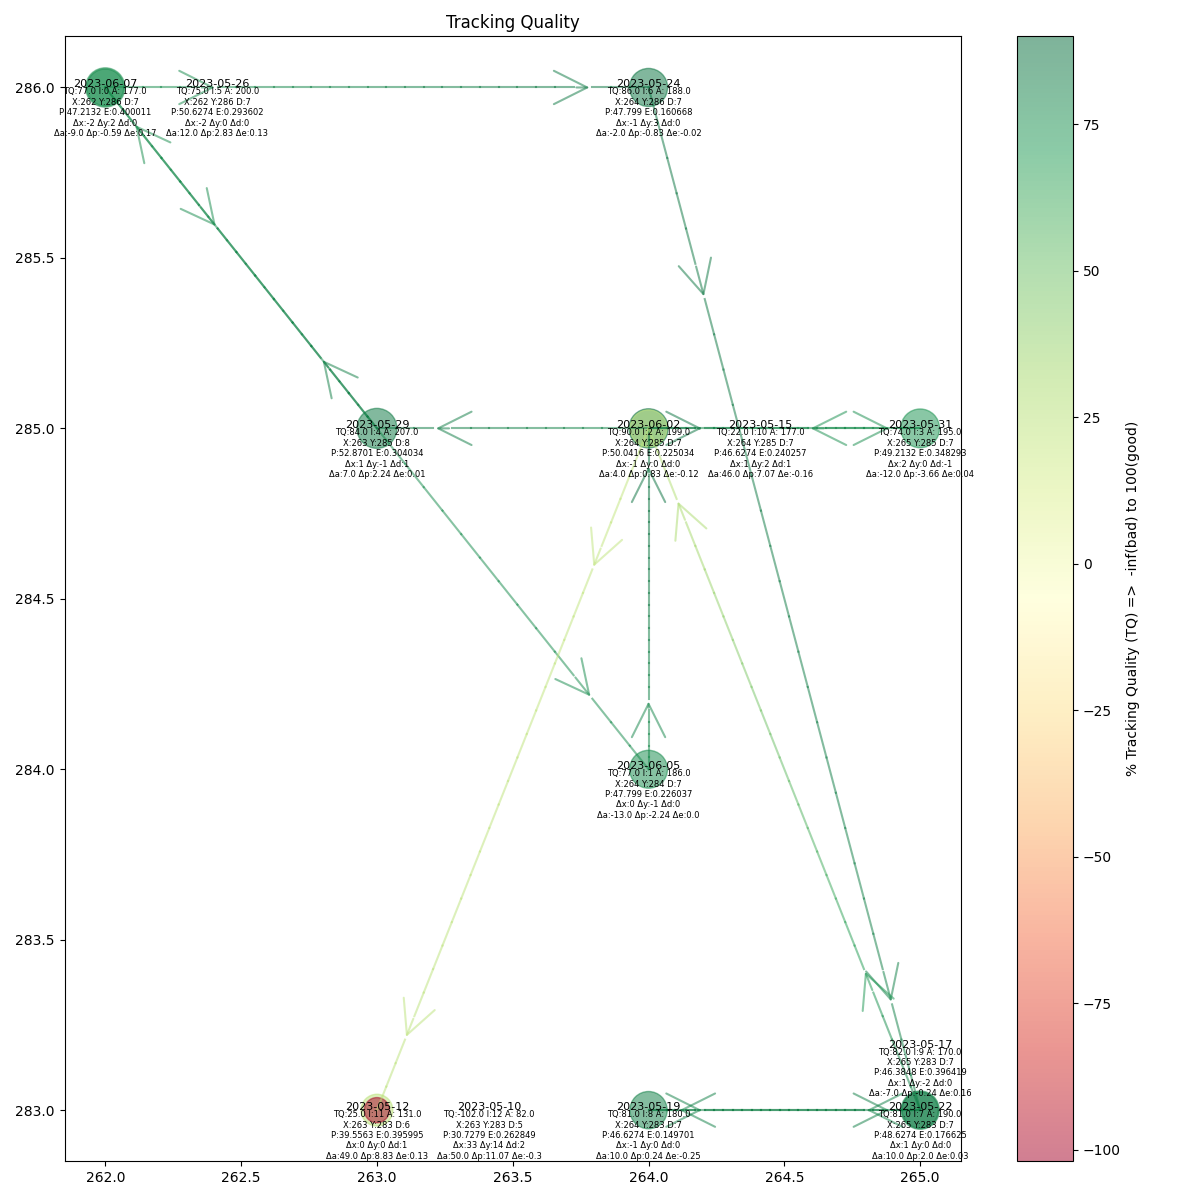 Tracking Quality
286.0
285.5
285.0
284.5
284.0
283.5
283.0
2023-06-07
TQ:77.0 I:0 A: 177.0
X:262 Y:286 D:7
P:47.2132 E:0.400011
Δx:-2 Δy:2 Δd:0
Δa:-9.0 Δp:-0.59 Δe:0.17
2023-05-26
TQ:75.0 I:5 A: 200.0
X:262 Y:286 D:7
P:50.6274 E:0.293602
Δx:-2 Δy:0 Δd:0
Δa:12.0 Δp:2.83 Δe:0.13
2023-05-24
TQ:86.0 I:6 A: 188.0
X:264 Y:286 D:7
P:47.799 E:0.160668
Δx:-1 Δy:3 Δd:0
Δa:-2.0 Δp:-0.83 Δe:-0.02
2023-05-29
TQ:84.0 I:4 A: 207.0
X:263 Y:285 D:8
P:52.8701 E:0.304034
Δx:1 Δy:-1 Δd:1
Δa:7.0 Δp:2.24 Δe:0.01
2023-06-02
TQ:90.0 I:2 A: 199.0
X:264 Y:285 D:7
P:50.0416 E:0.225034
Δx:-1 Δy:0 Δd:0
Δa:4.0 Δp:0.83 Δe:-0.12
2023-05-15
TQ:22.0 I:10 A: 177.0
X:264 Y:285 D:7
P:46.6274 E:0.240257
Δx:1 Δy:2 Δd:1
Δa:46.0 Δp:7.07 Δe:-0.16
2023-05-31
TQ:74.0 I:3 A: 195.0
X:265 Y:285 D:7
P:49.2132 E:0.348293
Δx:2 Δy:0 Δd:-1
Δa:-12.0 Δp:-3.66 Δe:0.04
2023-06-05
TQ:77.0 I:1 A: 186.0
X:264 Y:284 D:7
P:47.799 E:0.226037
Δx:0 Δy:-1 Δd:0
Δa:-13.0 Δp:-2.24 Δe:0.0
2023-05-17
TQ:82.0 I:9 A: 170.0
X:265 Y:283 D:7
P:46.3848 E:0.396419
Δx:1 Δy:-2 Δd:0
Δa:-7.0 Δp:-0.24 Δe:0.16
2023-05-12
TQ:25.0 I:11 A: 131.0
X:263 Y:283 D:6
P:39.5563 E:0.395995
Δx:0 Δy:0 Δd:1
Δa:49.0 Δp:8.83 Δe:0.13
2023-05-10
TQ:-102.0 I:12 A: 82.0
X:263 Y:283 D:5
P:30.7279 E:0.262849
Δx:33 Δy:14 Δd:2
Δa:50.0 Δp:11.07 Δe:-0.3
2023-05-19
TQ:81.0 I:8 A: 180.0
X:264 Y:283 D:7
P:46.6274 E:0.149701
Δx:-1 Δy:0 Δd:0
Δa:10.0 Δp:0.24 Δe:-0.25
2023-05-22
TQ:81.0 I:7 A: 190.0
X:265 Y:283 D:7
P:48.6274 E:0.176625
Δx:1 Δy:0 Δd:0
Δa:10.0 Δp:2.0 Δe:0.03
262.0
262.5
263.0
263.5
264.0
264.5
265.0
75
50
25
0
−25
−50
−75
−100
% Tracking Quality (TQ) => -inf(bad) to 100(good)